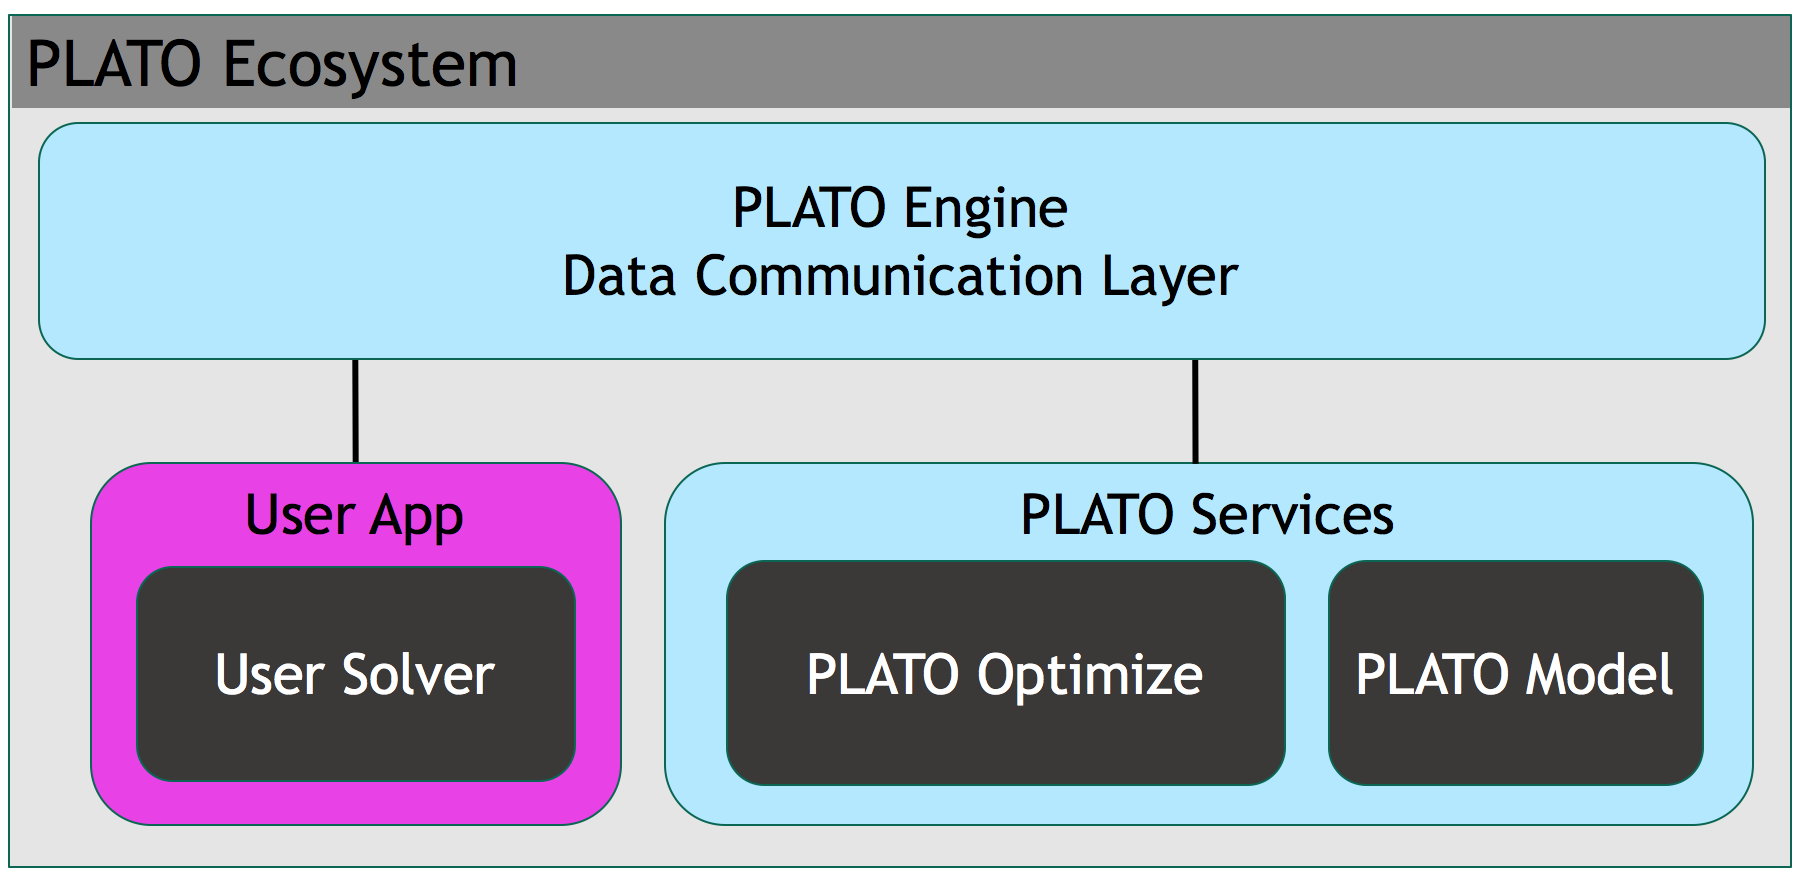 PLATO Ecosystem
PLATO Engine
Data Communication Layer
User App
User Solver
PLATO Services
PLATO Optimize
PLATO Model